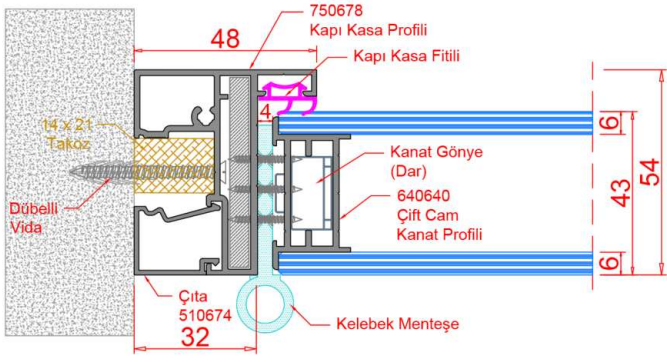 750678
Kapı Kasa Profili
48
Kapı Kasa Fitili
4
14 x 21
Takoz
Kanat Gönye
(Dar)
640640
Çift Cam
Kanat Profili
6
43
54
6
Dübelli
Vida
Çıta
510674
32
Kelebek Menteşe